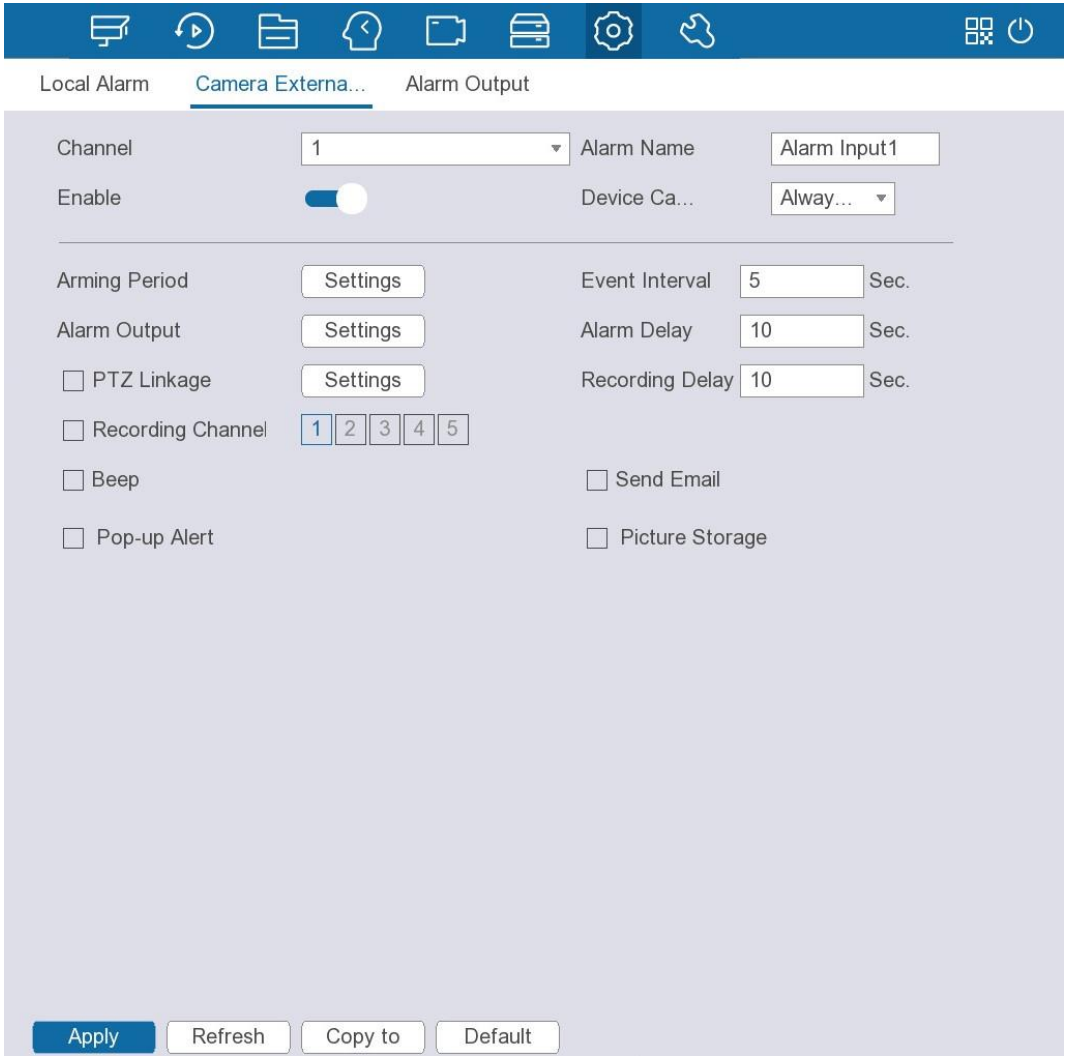 Local Alarm Camera Externa... Alarm Output
Channel 1 Alarm Name Alarm Input1
Enable Device Ca... Alway...
Arming Period Settings Event Interval 5 Sec.
Alarm Output Settings Alarm Delay 10 Sec.
PTZ Linkage Settings Recording Delay 10 Sec.
Recording Channel 1 2 3 4 5
Beep Send Email
Pop-up Alert Picture Storage
Apply Refresh Copy to Default